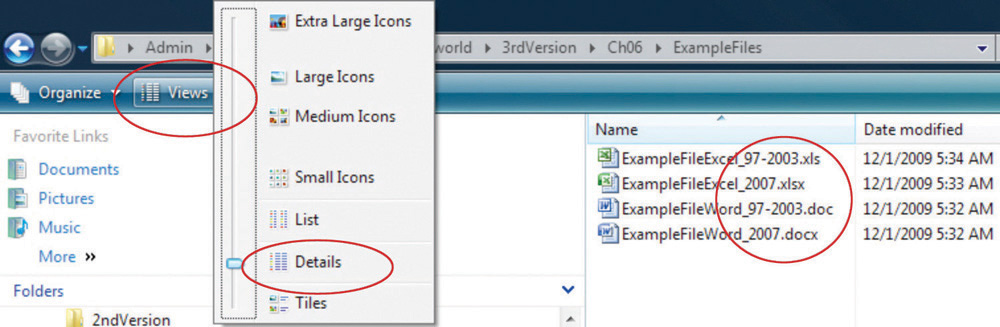 Extra Large Icons
Admin world 3rdVersion Ch06 ExampleFiles
Large Icons
Organize Views
Medium Icons
Favorite Links
Name Date modified
Documents
ExampleFileExcel_97-2003.xls 12/1/2009 5:34 AM
Small Icons
ExampleFileExcel_2007.xlsx 12/1/2009 5:33 AM
Pictures
ExampleFileWord_97-2003.doc 12/1/2009 5:32 AM
List
Music
ExampleFileWord_2007.docx 12/1/2009 5:32 AM
More »
Details
Folders
Tiles
2ndVersion